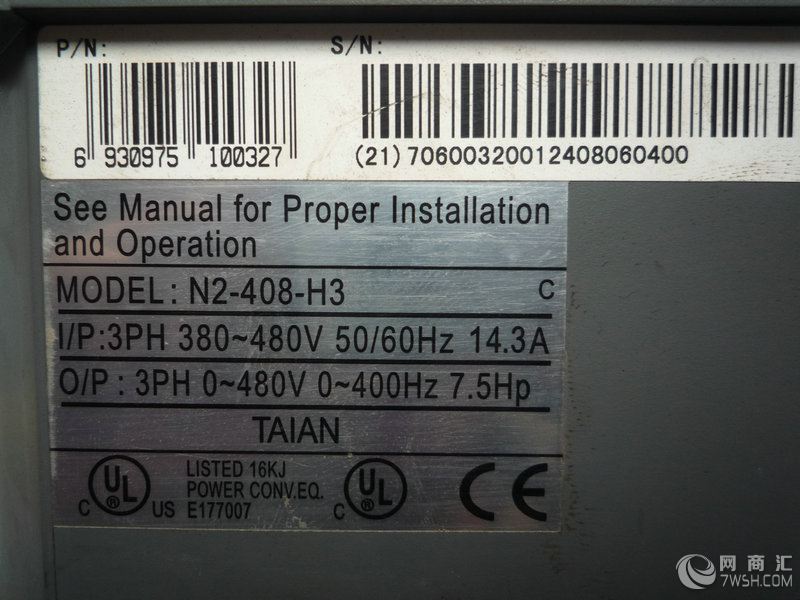 P/N:
S/N:
6 930975 100327
(21)70600320012408060400
See Manual for Proper Installation
and Operation
MODEL: N2-408-H3 C
I/P:3PH 380~480V 50/60Hz 14.3A
O/P: 3PH 0~480V 0~400Hz 7.5Hp
TAIAN
C UL ® US
LISTED 16KJ
POWER CONV.EQ.
E177007
C UL ®
CE
网商汇
7WSH.COM